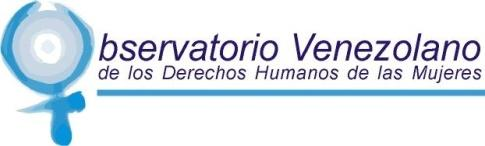 Observatorio Venezolano
de los Derechos Humanos de las Mujeres